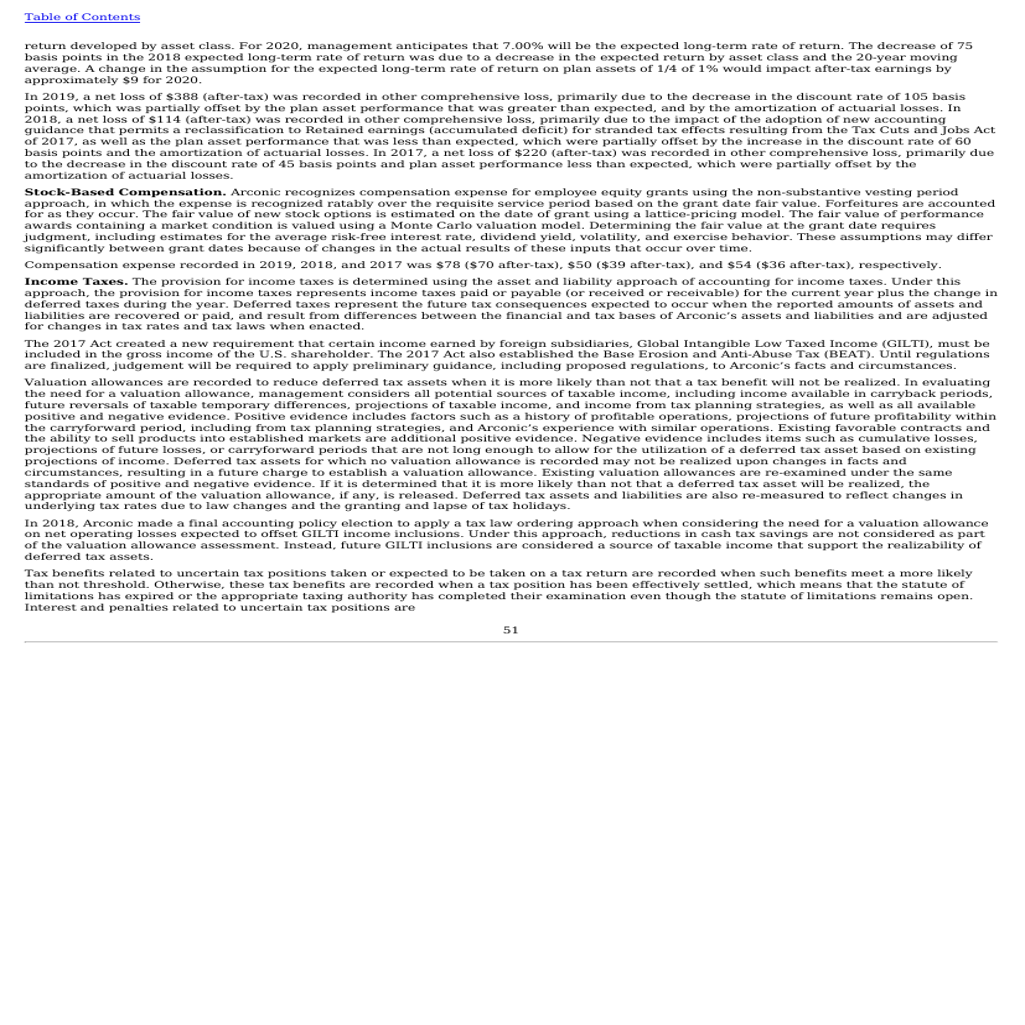 Table of Contents
return developed by asset class. For 2020, management anticipates that 7.00% will be the expected long-term rate of return. The decrease of 75
basis points in the 2018 expected long-term rate of return was due to a decrease in the expected return by asset class and the 20-year moving
average. A change in the assumption for the expected long-term rate of return on plan assets of 1/4 of 1% would impact after-tax earnings by
approximately $9 for 2020.
In 2019, a net loss of $388 (after-tax) was recorded in other comprehensive loss, primarily due to the decrease in the discount rate of 105 basis
points, which was partially offset by the plan asset performance that was greater than expected, and by the amortization of actuarial losses. In
2018, a net loss of $114 (after-tax) was recorded in other comprehensive loss, primarily due to the impact of the adoption of new accounting
guidance that permits a reclassification to Retained earnings (accumulated deficit) for stranded tax effects resulting from the Tax Cuts and Jobs Act
of 2017, as well as the plan asset performance that was less than expected, which were partially offset by the increase in the discount rate of 60
basis points and the amortization of actuarial losses. In 2017, a net loss of $220 (after-tax) was recorded in other comprehensive loss, primarily due
to the decrease in the discount rate of 45 basis points and plan asset performance less than expected, which were partially offset by the
amortization of actuarial losses.
Stock-Based Compensation. Arconic recognizes compensation expense for employee equity grants using the non-substantive vesting period
approach, in which the expense is recognized ratably over the requisite service period based on the grant date fair value. Forfeitures are accounted
for as they occur. The fair value of new stock options is estimated on the date of grant using a lattice-pricing model. The fair value of performance
awards containing a market condition is valued using a Monte Carlo valuation model. Determining the fair value at the grant date requires
judgment, including estimates for the average risk-free interest rate, dividend yield, volatility, and exercise behavior. These assumptions may differ
significantly between grant dates because of changes in the actual results of these inputs that occur over time.
Compensation expense recorded in 2019, 2018, and 2017 was $78 ($70 after-tax), $50 ($39 after-tax), and $54 ($36 after-tax), respectively.
Income Taxes. The provision for income taxes is determined using the asset and liability approach of accounting for income taxes. Under this
approach, the provision for income taxes represents income taxes paid or payable (or received or receivable) for the current year plus the change in
deferred taxes during the year. Deferred taxes represent the future tax consequences expected to occur when the reported amounts of assets and
liabilities are recovered or paid, and result from differences between the financial and tax bases of Arconic’s assets and liabilities and are adjusted
for changes in tax rates and tax laws when enacted.
The 2017 Act created a new requirement that certain income earned by foreign subsidiaries, Global Intangible Low Taxed Income (GILTI), must be
included in the gross income of the U.S. shareholder. The 2017 Act also established the Base Erosion and Anti-Abuse Tax (BEAT). Until regulations
are finalized, judgement will be required to apply preliminary guidance, including proposed regulations, to Arconic’s facts and circumstances.
Valuation allowances are recorded to reduce deferred tax assets when it is more likely than not that a tax benefit will not be realized. In evaluating
the need for a valuation allowance, management considers all potential sources of taxable income, including income available in carryback periods,
future reversals of taxable temporary differences, projections of taxable income, and income from tax planning strategies, as well as all available
positive and negative evidence. Positive evidence includes factors such as a history of profitable operations, projections of future profitability within
the carryforward period, including from tax planning strategies, and Arconic’s experience with similar operations. Existing favorable contracts and
the ability to sell products into established markets are additional positive evidence. Negative evidence includes items such as cumulative losses,
projections of future losses, or carryforward periods that are not long enough to allow for the utilization of a deferred tax asset based on existing
projections of income. Deferred tax assets for which no valuation allowance is recorded may not be realized upon changes in facts and
circumstances, resulting in a future charge to establish a valuation allowance. Existing valuation allowances are re-examined under the same
standards of positive and negative evidence. If it is determined that it is more likely than not that a deferred tax asset will be realized, the
appropriate amount of the valuation allowance, if any, is released. Deferred tax assets and liabilities are also re-measured to reflect changes in
underlying tax rates due to law changes and the granting and lapse of tax holidays.
In 2018, Arconic made a final accounting policy election to apply a tax law ordering approach when considering the need for a valuation allowance
on net operating losses expected to offset GILTI income inclusions. Under this approach, reductions in cash tax savings are not considered as part
of the valuation allowance assessment. Instead, future GILTI inclusions are considered a source of taxable income that support the realizability of
deferred tax assets.
Tax benefits related to uncertain tax positions taken or expected to be taken on a tax return are recorded when such benefits meet a more likely
than not threshold. Otherwise, these tax benefits are recorded when a tax position has been effectively settled, which means that the statute of
limitations has expired or the appropriate taxing authority has completed their examination even though the statute of limitations remains open.
Interest and penalties related to uncertain tax positions are
51